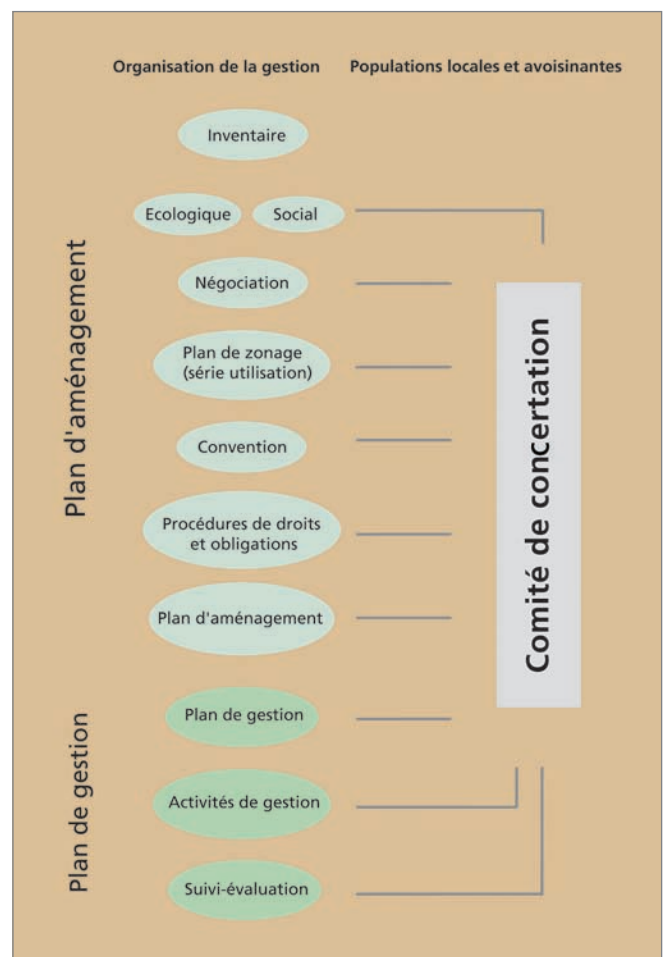 Organisation de la gestion
Populations locales et avoisinantes
Plan d'aménagement
Inventaire
Ecologique
Social
Négociation
Plan de zonage
(série utilisation)
Convention
Procédures de droits
et obligations
Plan d'aménagement
Comité de concertation
Plan de gestion
Plan de gestion
Activités de gestion
Suivi-évaluation